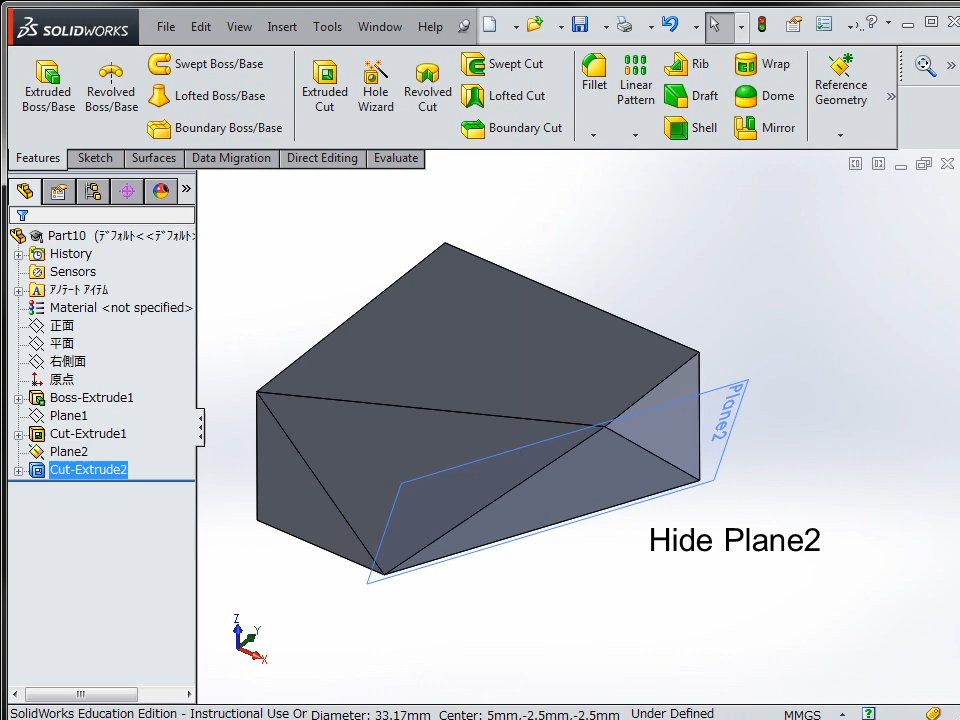 SOLIDWORKS File Edit View Insert Tools Window Help
Extruded Boss/Base
Revolved Boss/Base
Swept Boss/Base
Lofted Boss/Base
Boundary Boss/Base
Extruded Cut
Hole Wizard
Revolved Cut
Swept Cut
Lofted Cut
Boundary Cut
Fillet
Linear Pattern
Rib
Draft
Shell
Wrap
Dome
Mirror
Reference Geometry
Features Sketch Surfaces Data Migration Direct Editing Evaluate
Part10 (ﾃﾞﾌｫﾙﾄ<<ﾃﾞﾌｫﾙﾄ>
History
Sensors
ｱﾉﾃｰﾄ ｱｲﾃﾑ
Material <not specified>
正面
平面
右側面
原点
Boss-Extrude1
Plane1
Cut-Extrude1
Plane2
Cut-Extrude2
Plane2
Hide Plane2
Z
Y
X
SolidWorks Education Edition - Instructional Use Or Diameter: 33.17mm Center: 5mm,-2.5mm,-2.5mm Under Defined MMGS